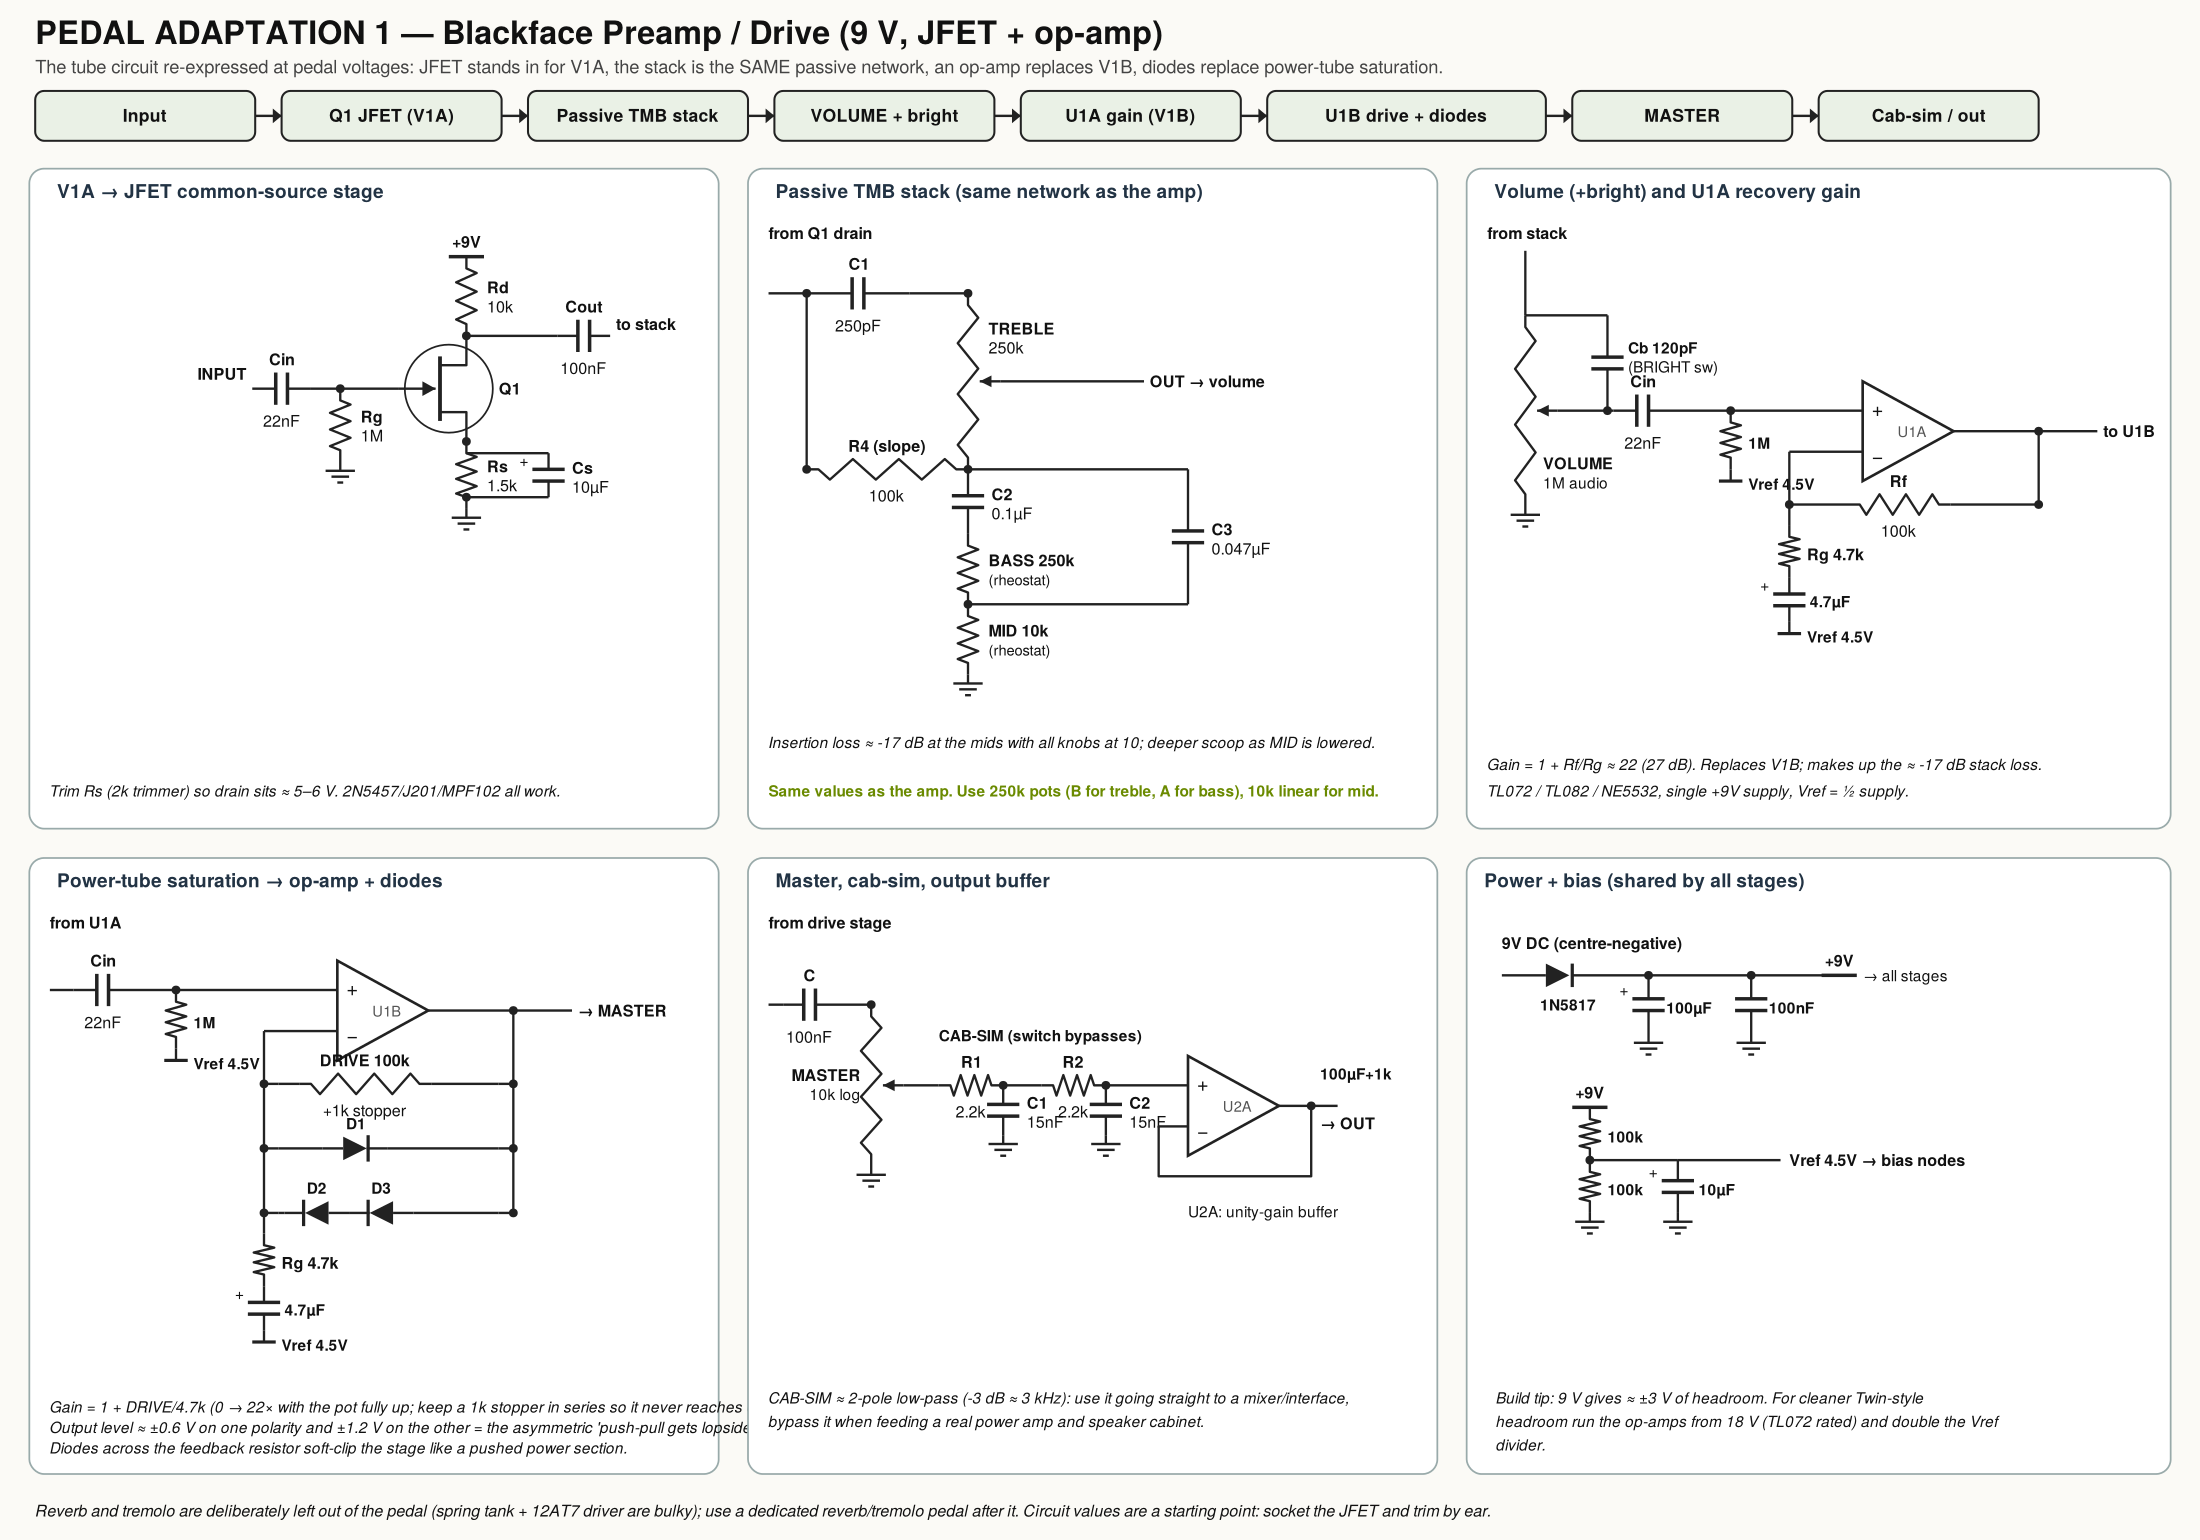 PEDAL ADAPTATION 1 — Blackface Preamp / Drive (9 V, JFET + op-amp)
The tube circuit re-expressed at pedal voltages: JFET stands in for V1A, the stack is the SAME passive network, an op-amp replaces V1B, diodes replace power-tube saturation.
Input
Q1 JFET (V1A)
Passive TMB stack
VOLUME + bright
U1A gain (V1B)
U1B drive + diodes
MASTER
Cab-sim / out
V1A → JFET common-source stage
+9V
Rd
10k
Cout
to stack
100nF
Cin
INPUT
22nF
Rg
1M
Q1
Rs
1.5k
+
Cs
10µF
Trim Rs (2k trimmer) so drain sits ≈ 5–6 V. 2N5457/J201/MPF102 all work.
Passive TMB stack (same network as the amp)
from Q1 drain
C1
250pF
TREBLE
250k
OUT → volume
R4 (slope)
100k
C2
0.1µF
C3
0.047µF
BASS 250k
(rheostat)
MID 10k
(rheostat)
Insertion loss ≈ -17 dB at the mids with all knobs at 10; deeper scoop as MID is lowered.
Same values as the amp. Use 250k pots (B for treble, A for bass), 10k linear for mid.
Volume (+bright) and U1A recovery gain
from stack
Cb 120pF
(BRIGHT sw)
Cin
22nF
VOLUME
1M audio
1M
Vref 4.5V
+
U1A
−
to U1B
Rf
100k
Rg 4.7k
+
4.7µF
Vref 4.5V
Gain = 1 + Rf/Rg ≈ 22 (27 dB). Replaces V1B; makes up the ≈ -17 dB stack loss.
TL072 / TL082 / NE5532, single +9V supply, Vref = ½ supply.
Power-tube saturation → op-amp + diodes
from U1A
Cin
22nF
1M
Vref 4.5V
+
U1B
−
→ MASTER
DRIVE 100k
+1k stopper
D1
D2
D3
Rg 4.7k
+
4.7µF
Vref 4.5V
Gain = 1 + DRIVE/4.7k (0 → 22× with the pot fully up; keep a 1k stopper in series so it never reaches
Output level ≈ ±0.6 V on one polarity and ±1.2 V on the other = the asymmetric 'push-pull gets lopside
Diodes across the feedback resistor soft-clip the stage like a pushed power section.
Master, cab-sim, output buffer
from drive stage
C
100nF
MASTER
10k log
CAB-SIM (switch bypasses)
R1
2.2k
C1
15nF
R2
2.2k
C2
15nF
+
U2A
−
100µF+1k
→ OUT
U2A: unity-gain buffer
CAB-SIM ≈ 2-pole low-pass (-3 dB ≈ 3 kHz): use it going straight to a mixer/interface,
bypass it when feeding a real power amp and speaker cabinet.
Power + bias (shared by all stages)
9V DC (centre-negative)
1N5817
+
100µF
100nF
+9V
→ all stages
+9V
100k
100k
+
10µF
Vref 4.5V → bias nodes
Build tip: 9 V gives ≈ ±3 V of headroom. For cleaner Twin-style
headroom run the op-amps from 18 V (TL072 rated) and double the Vref
divider.
Reverb and tremolo are deliberately left out of the pedal (spring tank + 12AT7 driver are bulky); use a dedicated reverb/tremolo pedal after it. Circuit values are a starting point: socket the JFET and trim by ear.